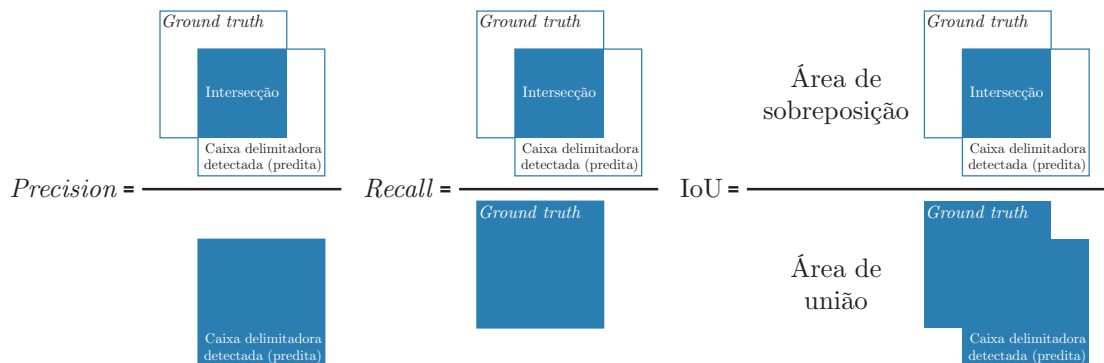 Ground truth
Intersecção
Caixa delimitadora
detectada (predita)
Precision =
Caixa delimitadora
detectada (predita)
Ground truth
Intersecção
Caixa delimitadora
detectada (predita)
Recall =
Ground truth
Área de
sobreposição
Ground truth
Intersecção
Caixa delimitadora
detectada (predita)
IoU =
Área de
união
Ground truth
Caixa delimitadora
detectada (predita)